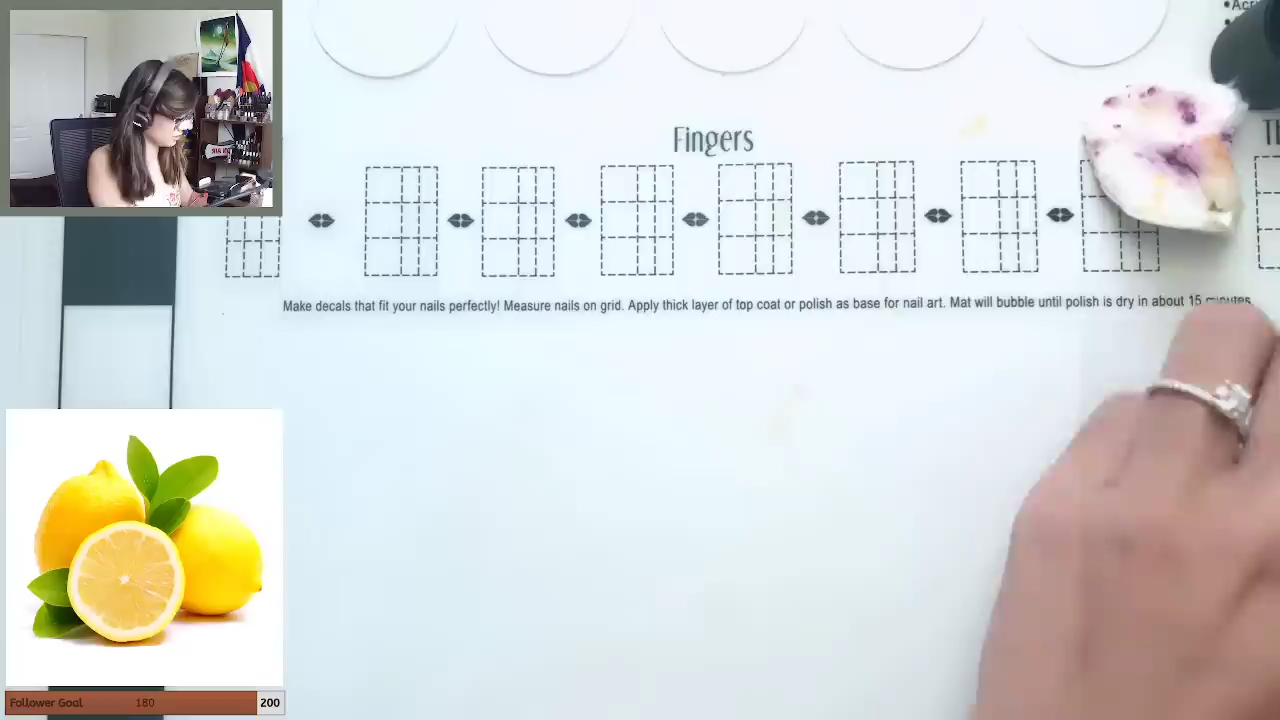 Fingers
Make decals that fit your nails perfectly! Measure nails on grid. Apply thick layer of top coat or polish as base for nail art. Mat will bubble until polish is dry in about 15 minutes
Follower Goal 180 200